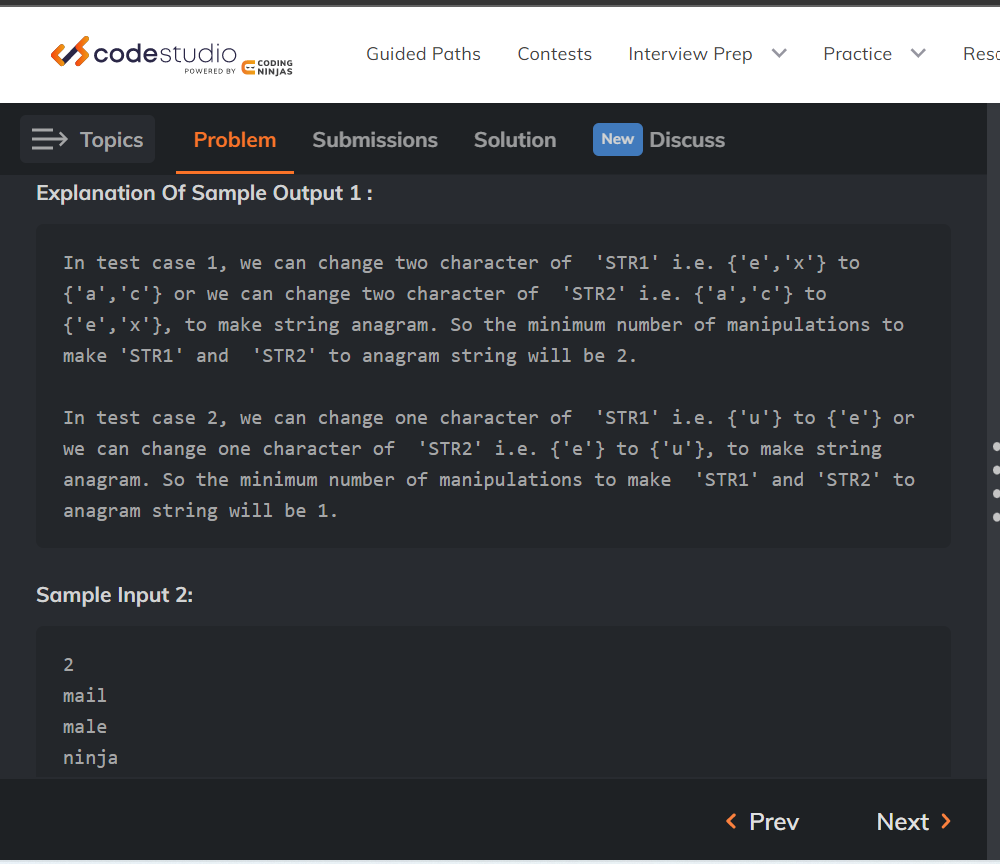 codestudio
POWERED BY CODING NINJAS
Guided Paths Contests Interview Prep Practice Reso
Topics Problem Submissions Solution New Discuss
Explanation Of Sample Output 1 :
In test case 1, we can change two character of 'STR1' i.e. {'e','x'} to
{'a','c'} or we can change two character of 'STR2' i.e. {'a','c'} to
{'e','x'}, to make string anagram. So the minimum number of manipulations to
make 'STR1' and 'STR2' to anagram string will be 2.
In test case 2, we can change one character of 'STR1' i.e. {'u'} to {'e'} or
we can change one character of 'STR2' i.e. {'e'} to {'u'}, to make string
anagram. So the minimum number of manipulations to make 'STR1' and 'STR2' to
anagram string will be 1.
Sample Input 2:
2
mail
male
ninja
Prev Next